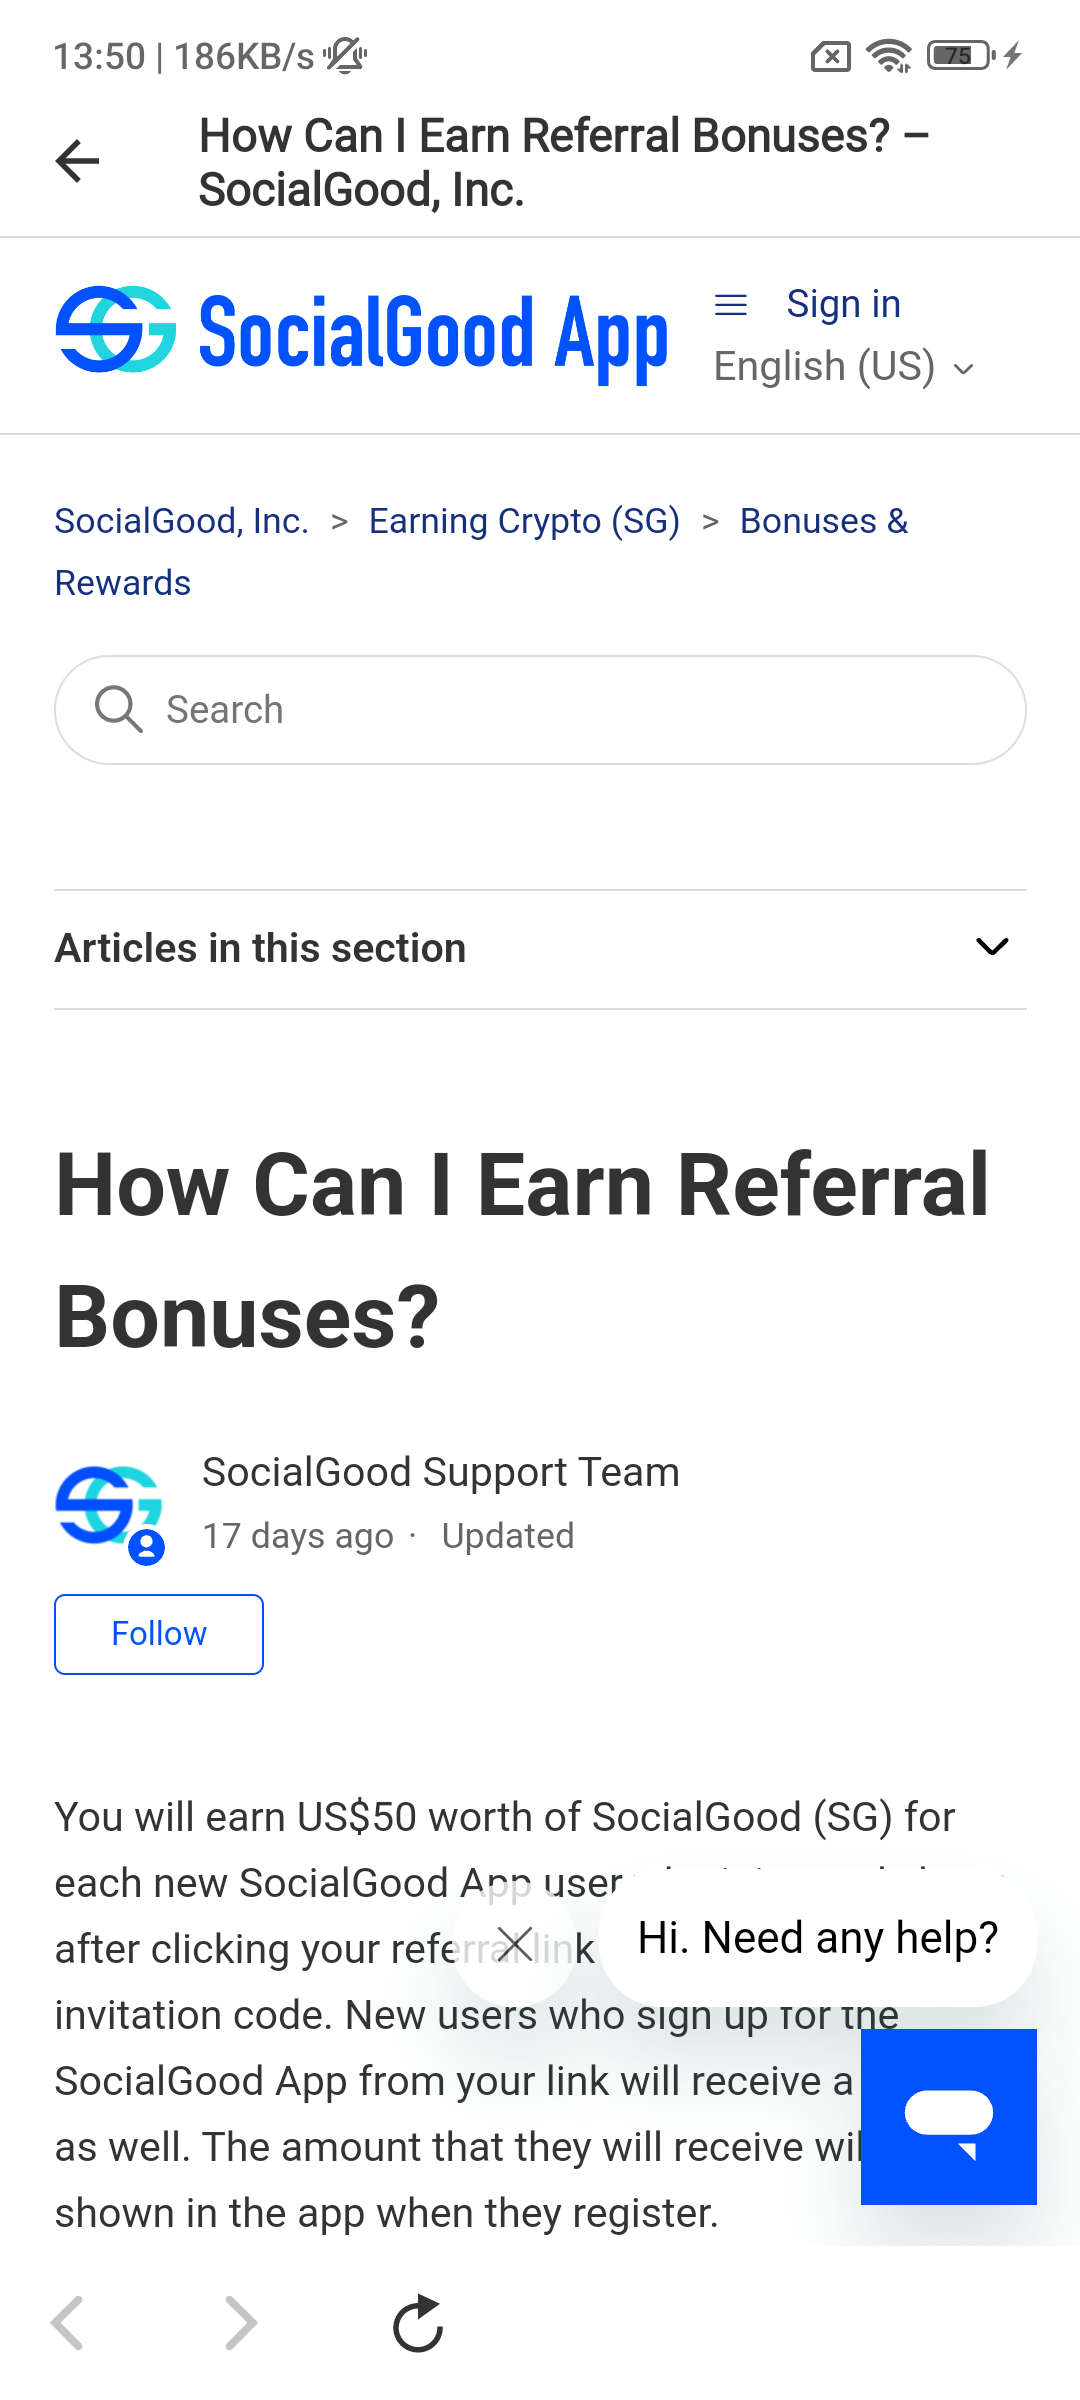 13:50 | 186KB/s
75
How Can I Earn Referral Bonuses? –
SocialGood, Inc.
SocialGood App
Sign in
English (US)
SocialGood, Inc. > Earning Crypto (SG) > Bonuses &
Rewards
Search
Articles in this section
How Can I Earn Referral
Bonuses?
SocialGood Support Team
17 days ago · Updated
Follow
You will earn US$50 worth of SocialGood (SG) for
each new SocialGood App user
after clicking your referral link
Hi. Need any help?
invitation code. New users who sign up for the
SocialGood App from your link will receive a
as well. The amount that they will receive
shown in the app when they register.